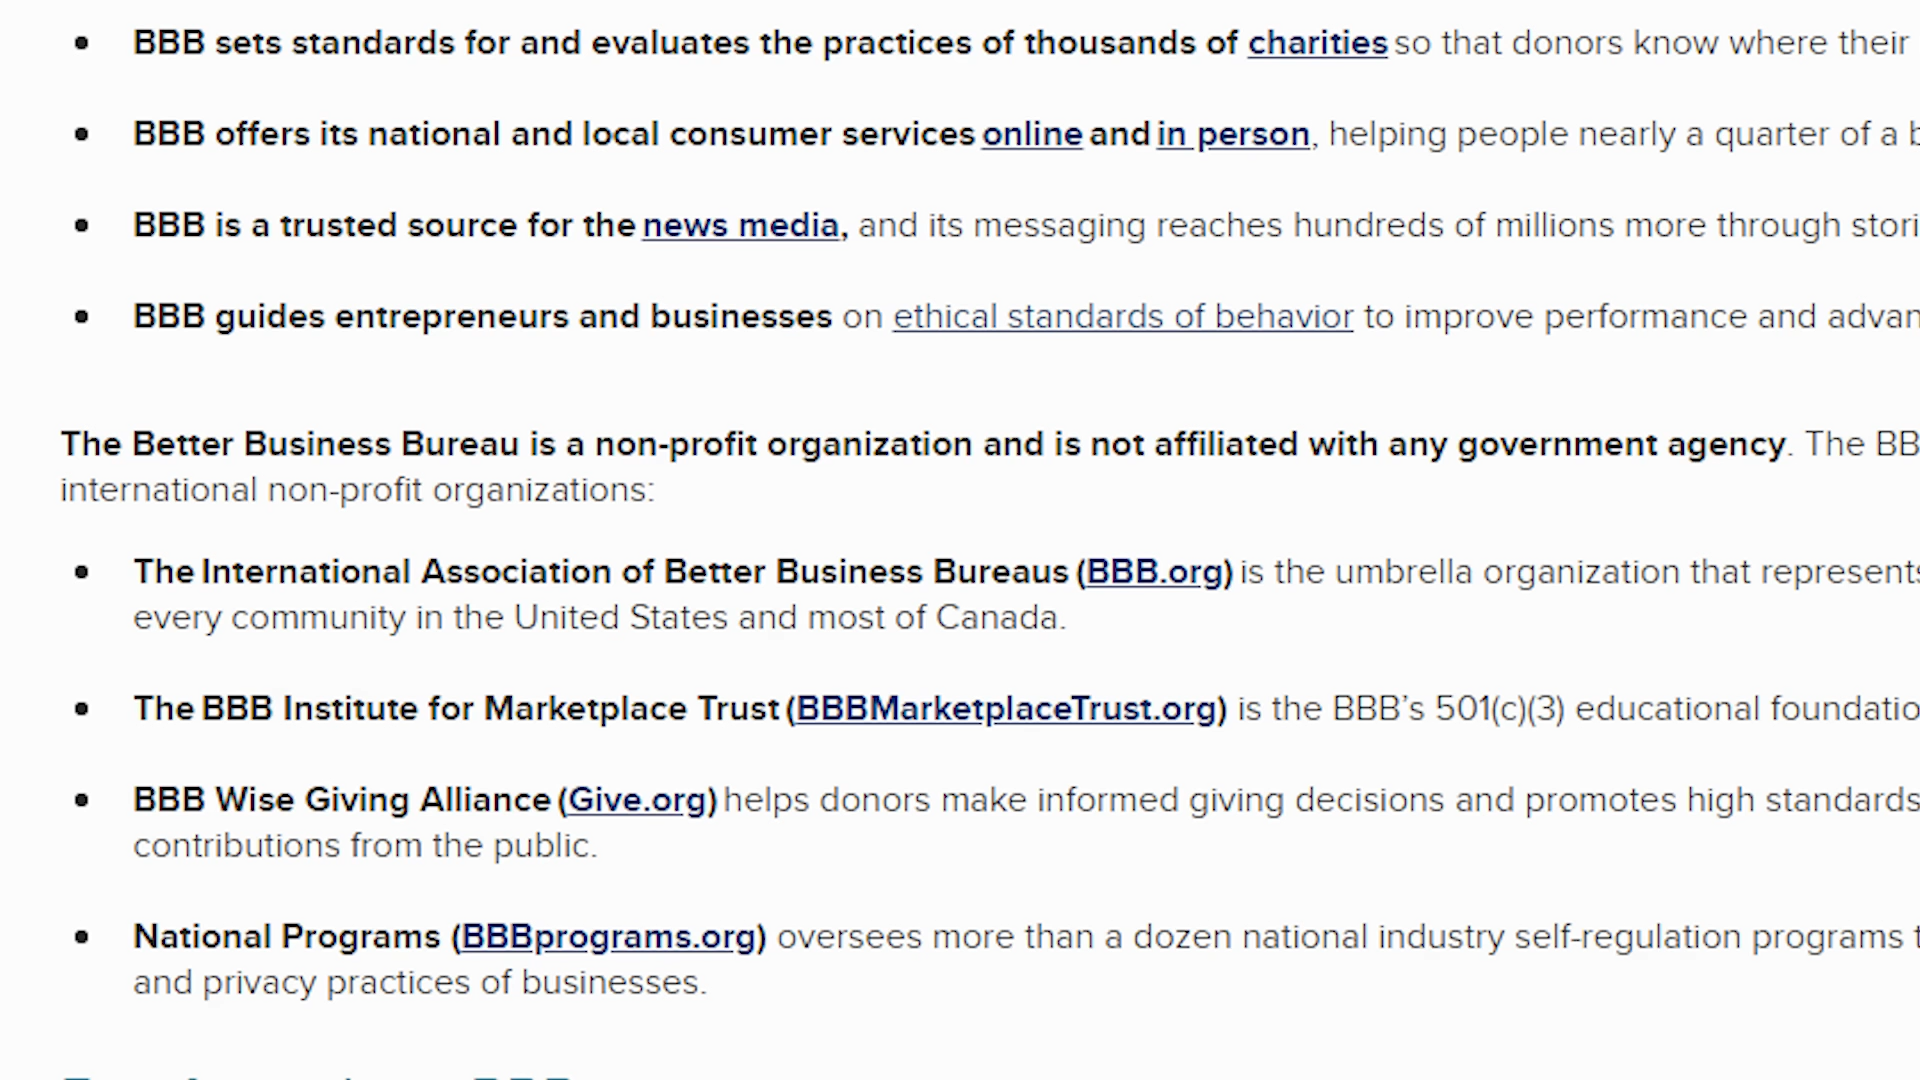 BBB sets standards for and evaluates the practices of thousands of charities so that donors know where their
BBB offers its national and local consumer services online and in person, helping people nearly a quarter of a
BBB is a trusted source for the news media, and its messaging reaches hundreds of millions more through
BBB guides entrepreneurs and businesses on ethical standards of behavior to improve performance and
The Better Business Bureau is a non-profit organization and is not affiliated with any government agency. The
international non-profit organizations:
The International Association of Better Business Bureaus (BBB.org) is the umbrella organization that represents
every community in the United States and most of Canada.
The BBB Institute for Marketplace Trust (BBBMarketplaceTrust.org) is the BBB’s 501(c)(3) educational
BBB Wise Giving Alliance (Give.org) helps donors make informed giving decisions and promotes high standards
contributions from the public.
National Programs (BBBprograms.org) oversees more than a dozen national industry self-regulation programs
and privacy practices of businesses.